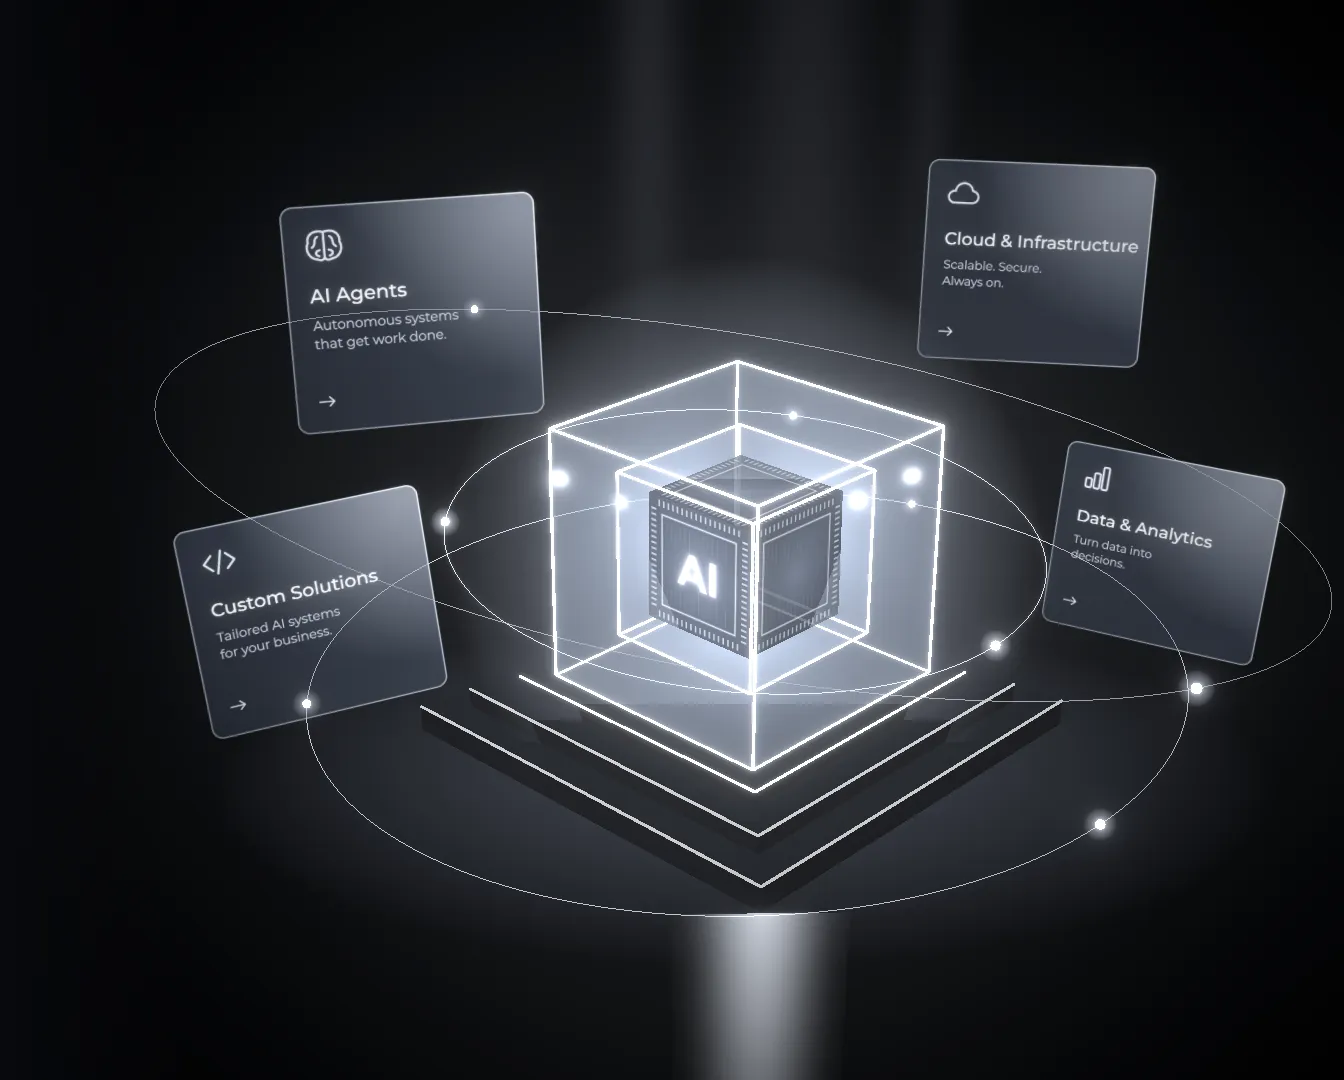 AI Agents
Autonomous systems
that get work done.
Cloud & Infrastructure
Scalable. Secure.
Always on.
Custom Solutions
Tailored AI systems
for your business.
AI
Data & Analytics
Turn data into
decisions.